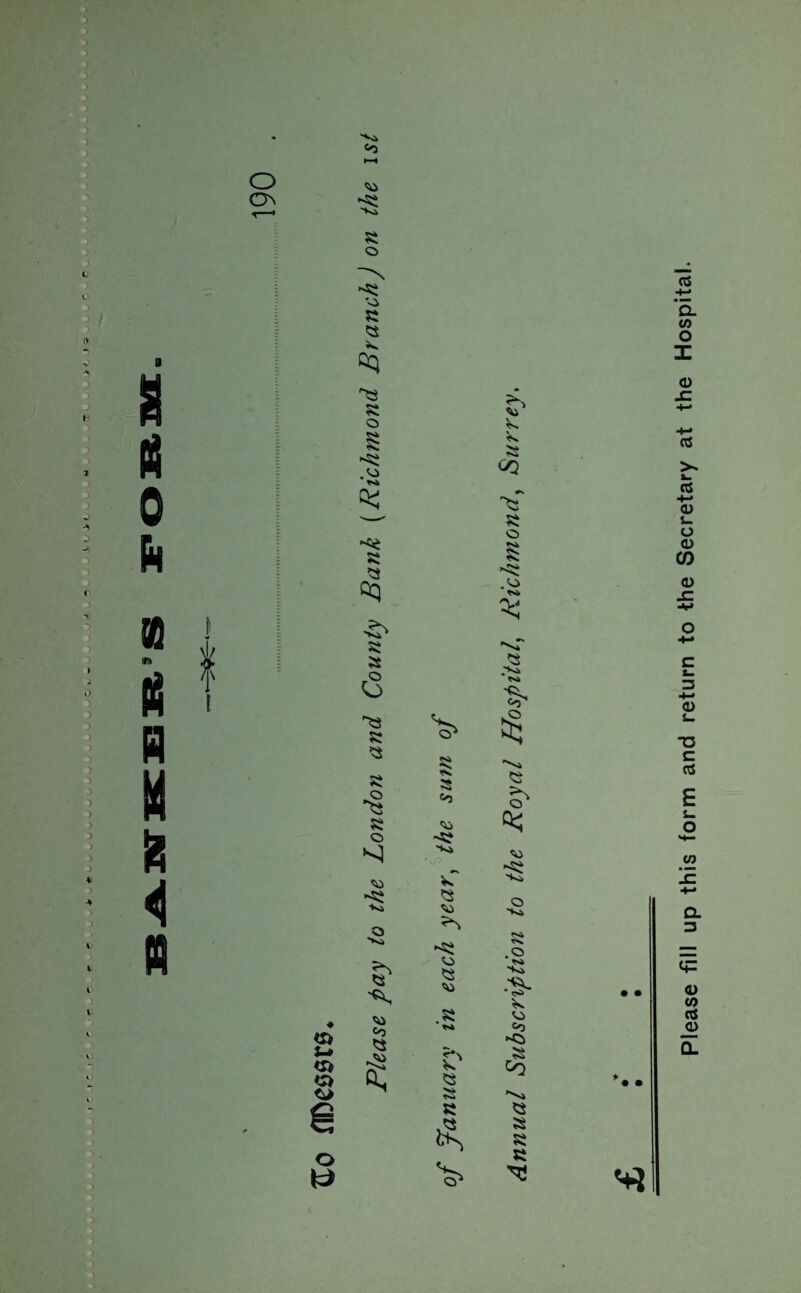 BANKER'S FORM.
190 .
To Messrs.
Please pay to the London and County Bank (Richmond Branch) on the 1st
of January in each year, the sum of
Annual Subscription to the Royal Hospital, Richmond, Surrey.
£ : :
Please fill up this form and return to the Secretary at the Hospital.